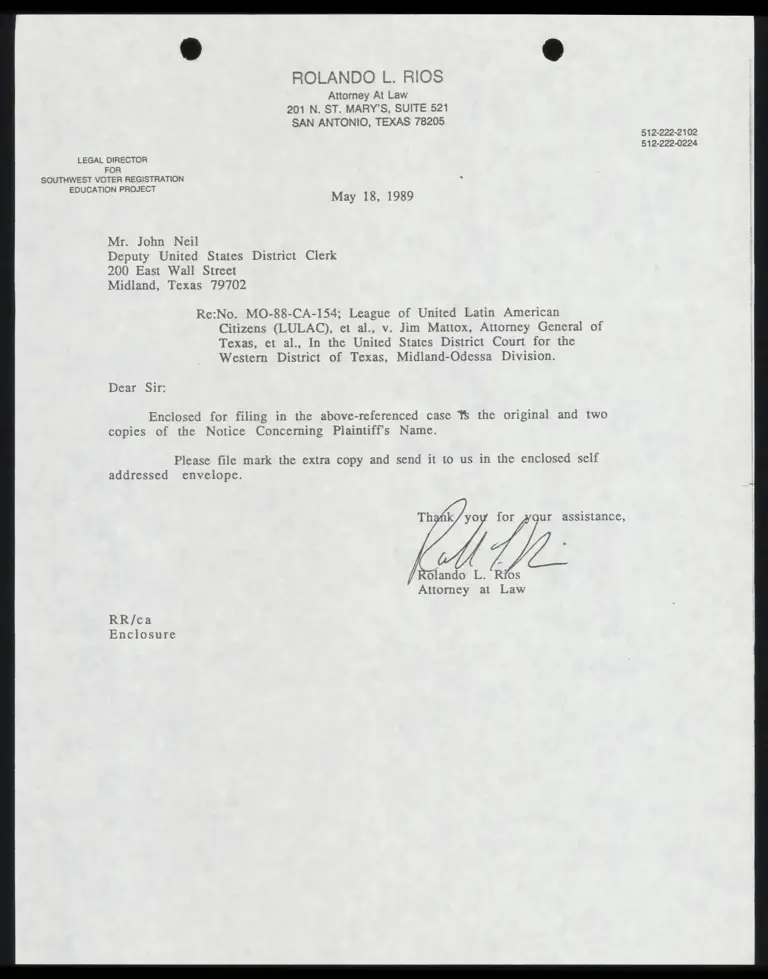 ROLANDO L. RIOS
Attorney At Law
201 N. ST. MARY'S, SUITE 521
SAN ANTONIO, TEXAS 78205
512-222-2102
512-222-0224
LEGAL DIRECTOR
FOR
SOUTHWEST VOTER REGISTRATION
EDUCATION PROJECT
May 18, 1989
Mr. John Neil
Deputy United States District Clerk
200 East Wall Street
Midland, Texas 79702
Re:No. MO-88-CA-154; League of United Latin American
Citizens (LULAC), et al., v. Jim Mattox, Attorney General of
Texas, et al., In the United States District Court for the
Western District of Texas, Midland-Odessa Division.
Dear Sir:
Enclosed for filing in the above-referenced case is the original and two
copies of the Notice Concerning Plaintiff's Name.
Please file mark the extra copy and send it to us in the enclosed self
addressed envelope.
Thank you for your assistance,
Rolando L. Rios
Attorney at Law
RR/ca
Enclosure